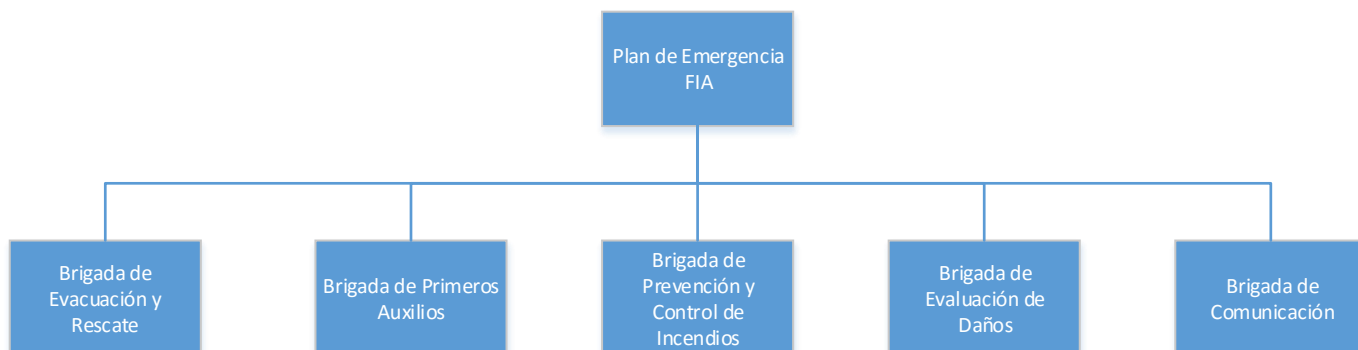 Plan de Emergencia
FIA
Brigada de
Evacuación y
Rescate
Brigada de Primeros
Auxilios
Brigada de
Prevención y
Control de
Incendios
Brigada de
Evaluación de
Daños
Brigada de
Comunicación